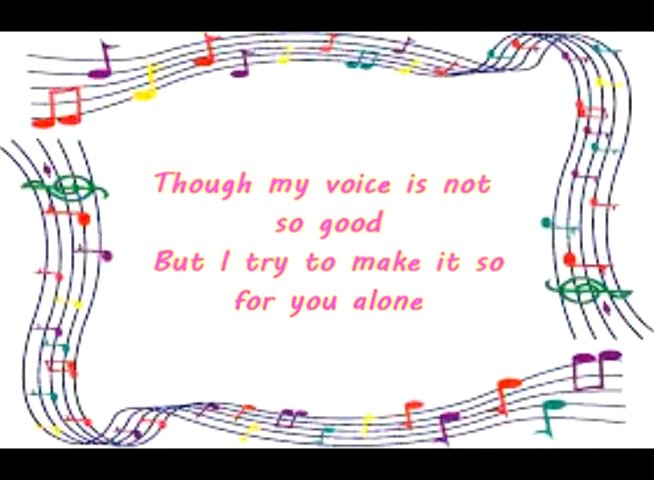 Though my voice is not
so good
But I try to make it so
for you alone